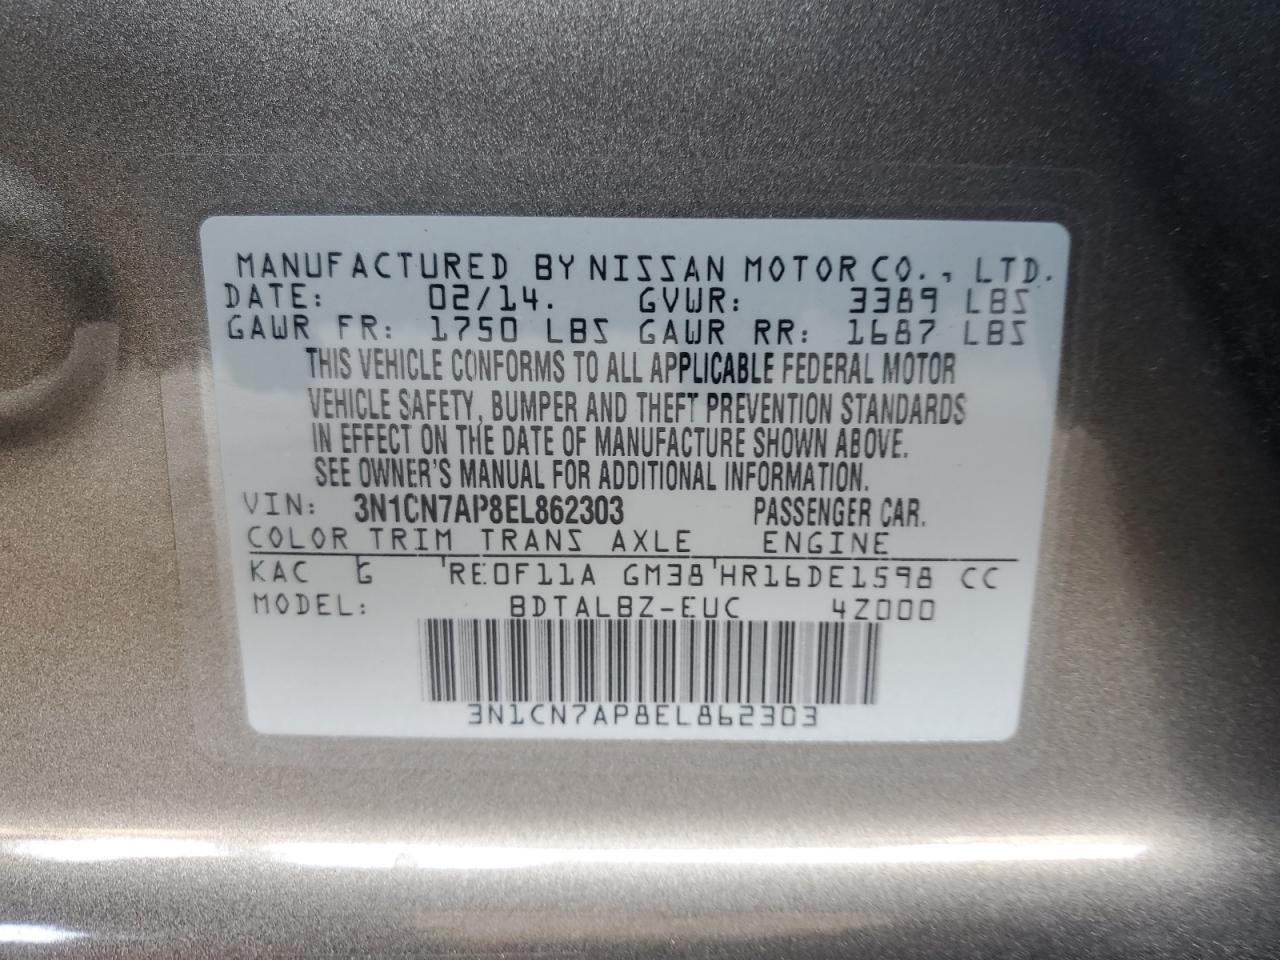 MANUFACTURED BY NISSAN MOTOR CO., LTD.
DATE: 02/14. GVWR: 3389 LBS
GAWR FR: 1750 LBS GAWR RR: 1687 LBS
THIS VEHICLE CONFORMS TO ALL APPLICABLE FEDERAL MOTOR
VEHICLE SAFETY, BUMPER AND THEFT PREVENTION STANDARDS
IN EFFECT ON THE DATE OF MANUFACTURE SHOWN ABOVE.
SEE OWNER'S MANUAL FOR ADDITIONAL INFORMATION.
VIN: 3N1CN7AP8EL862303 PASSENGER CAR.
COLOR TRIM TRANS AXLE ENGINE
KAC G RE0F11A GM38 HR16DE1598 CC
MODEL: BDTALBZ-EUC 4Z000
3N1CN7AP8EL862303